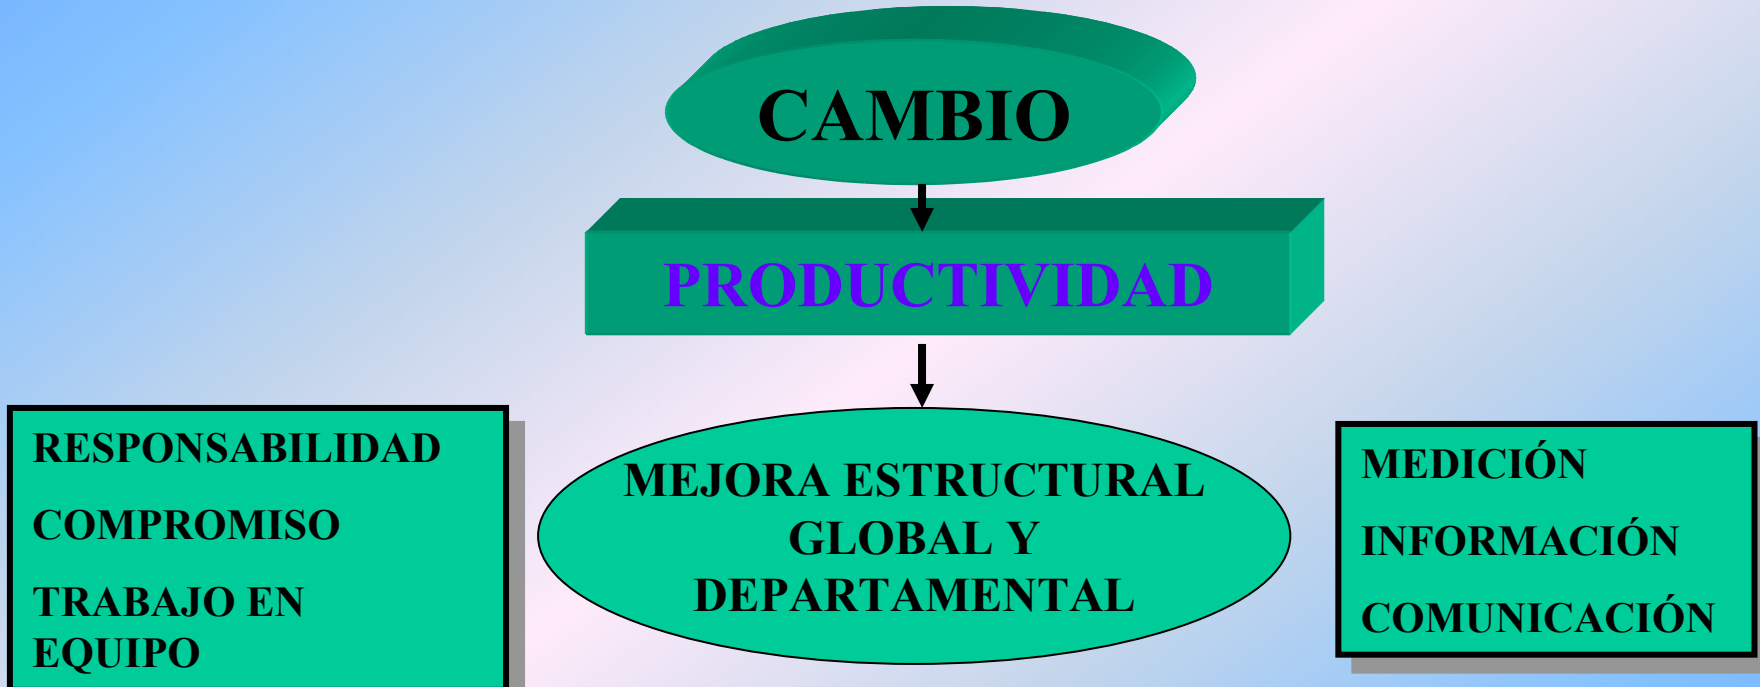 CAMBIO
PRODUCTIVIDAD
RESPONSABILIDAD
COMPROMISO
TRABAJO EN
EQUIPO
MEJORA ESTRUCTURAL
GLOBAL Y
DEPARTAMENTAL
MEDICIÓN
INFORMACIÓN
COMUNICACIÓN